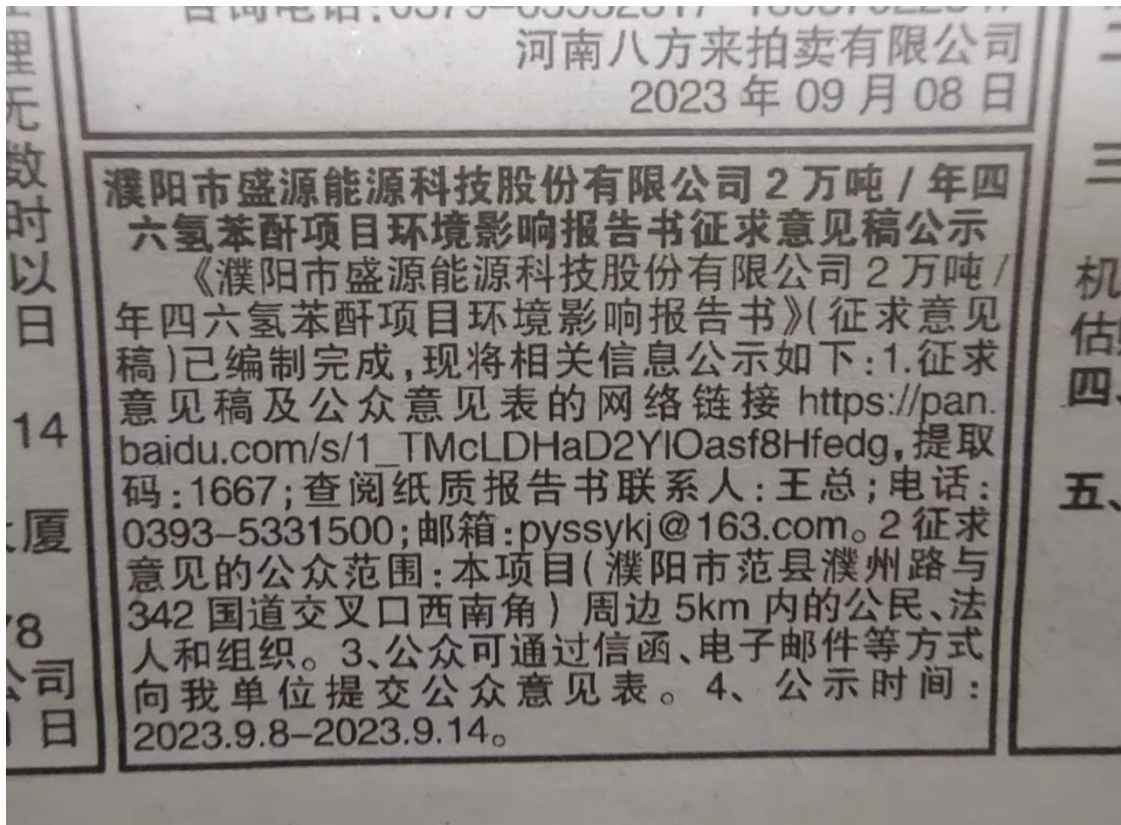 河南八方来拍卖有限公司
2023 年 09 月 08 日
濮阳市盛源能源科技股份有限公司 2 万吨 / 年四
六氢苯酐项目环境影响报告书征求意见稿公示
《濮阳市盛源能源科技股份有限公司 2 万吨 /
年四六氢苯酐项目环境影响报告书》(征求意见
稿)已编制完成,现将相关信息公示如下:1.征求
意见稿及公众意见表的网络链接 https://pan.
baidu.com/s/1_TMcLDHaD2YlOasf8Hfedg,提取
码:1667;查阅纸质报告书联系人:王总;电话:
0393-5331500;邮箱:pyssykj@163.com。2 征求
意见的公众范围:本项目(濮阳市范县濮州路与
342 国道交叉口西南角) 周边 5km 内的公民、法
人和组织。3、公众可通过信函、电子邮件等方式
向我单位提交公众意见表。4、公示时间:
2023.9.8-2023.9.14。
理
无
数
时
以
日
14
厦
8
公司
日
三
机
估
四、
五、